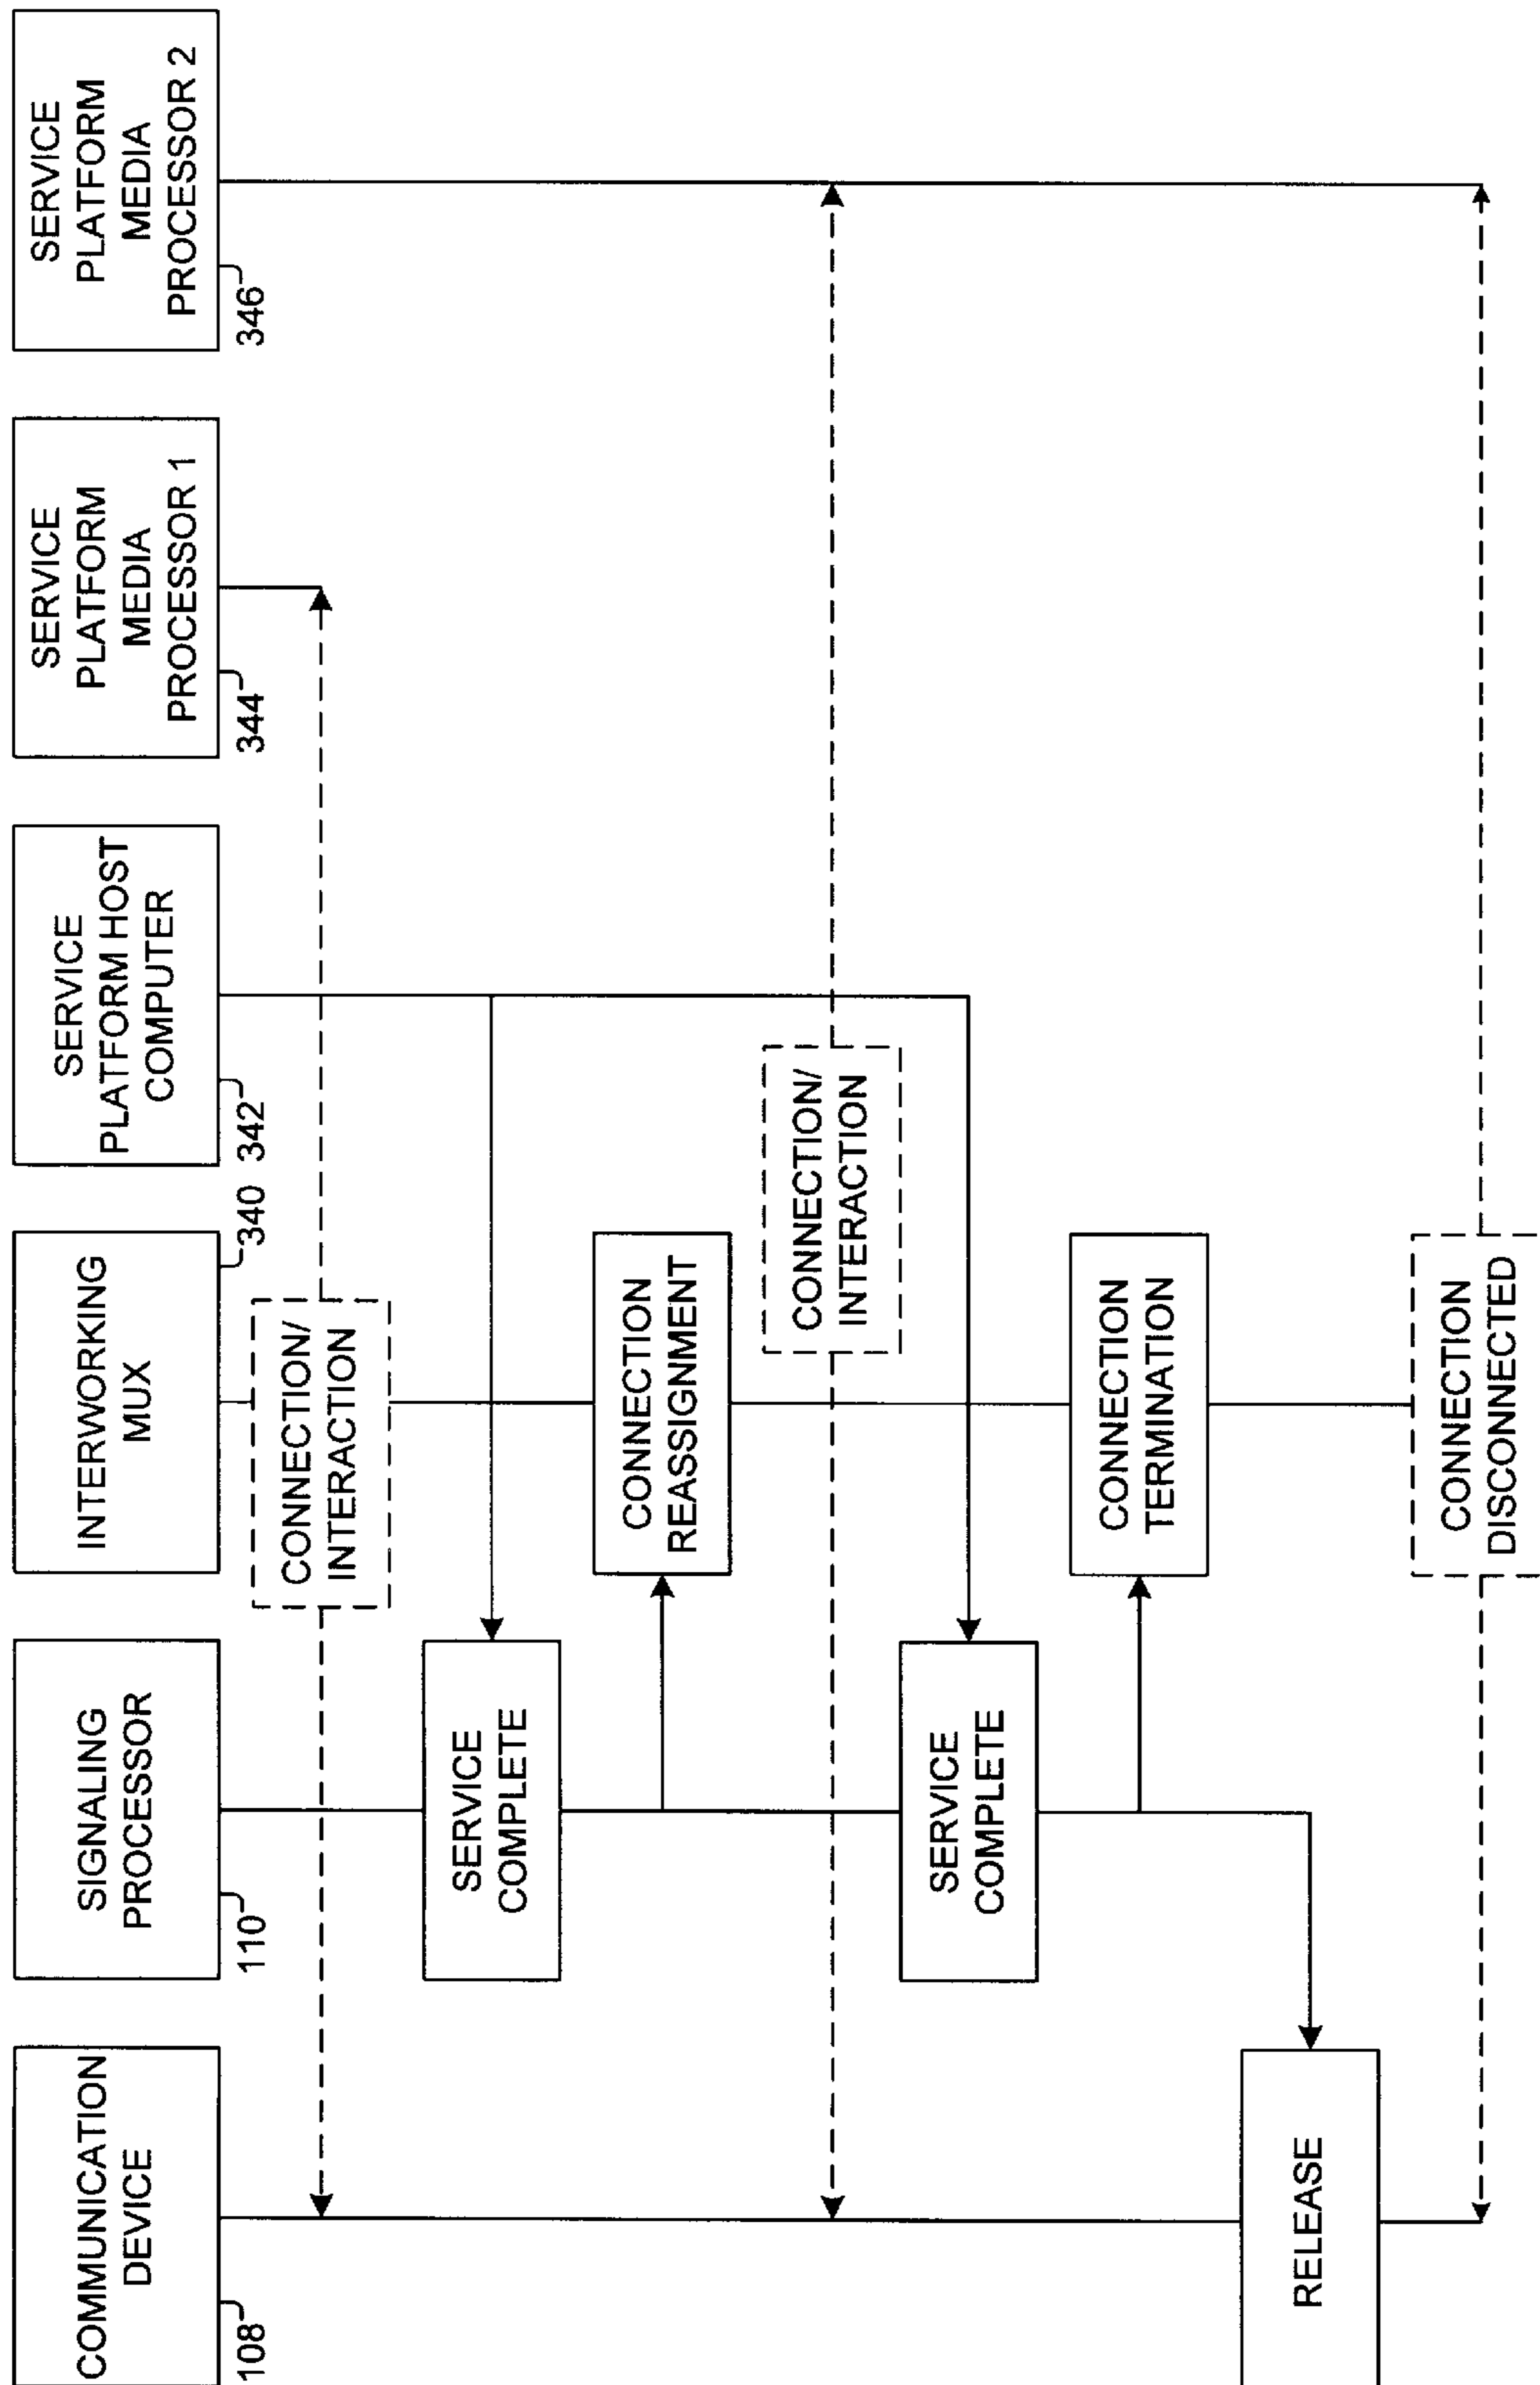 COMMUNICATION
DEVICE
108
SIGNALING
PROCESSOR
110
INTERWORKING
MUX
340
SERVICE
PLATFORM HOST
COMPUTER
342
SERVICE
PLATFORM
MEDIA
PROCESSOR 1
344
SERVICE
PLATFORM
MEDIA
PROCESSOR 2
346
CONNECTION/
INTERACTION
SERVICE
COMPLETE
CONNECTION
REASSIGNMENT
CONNECTION/
INTERACTION
SERVICE
COMPLETE
CONNECTION
TERMINATION
RELEASE
CONNECTION
DISCONNECTED